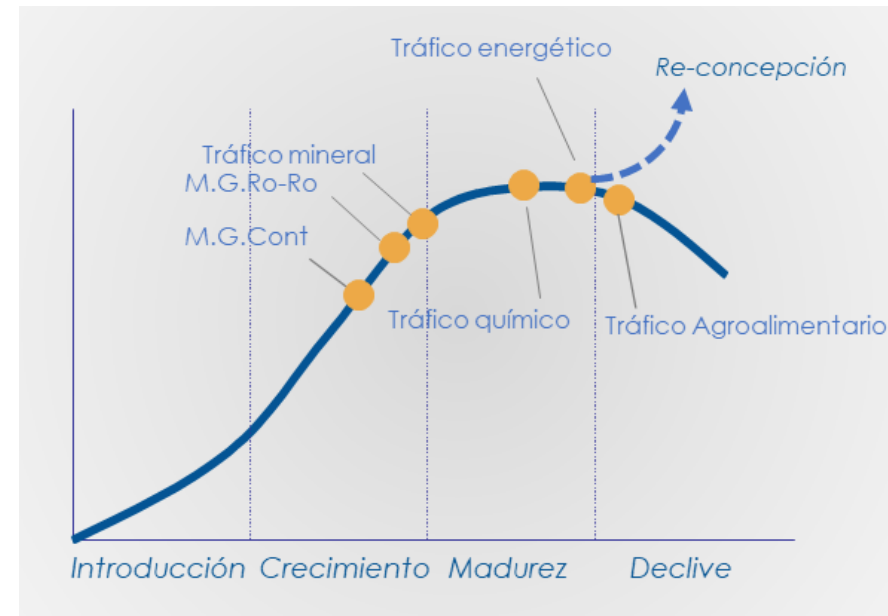 Tráfico energético
Re-concepción
Tráfico mineral
M.G.Ro-Ro
M.G.Cont
Tráfico químico
Tráfico Agroalimentario
Introducción
Crecimiento
Madurez
Declive